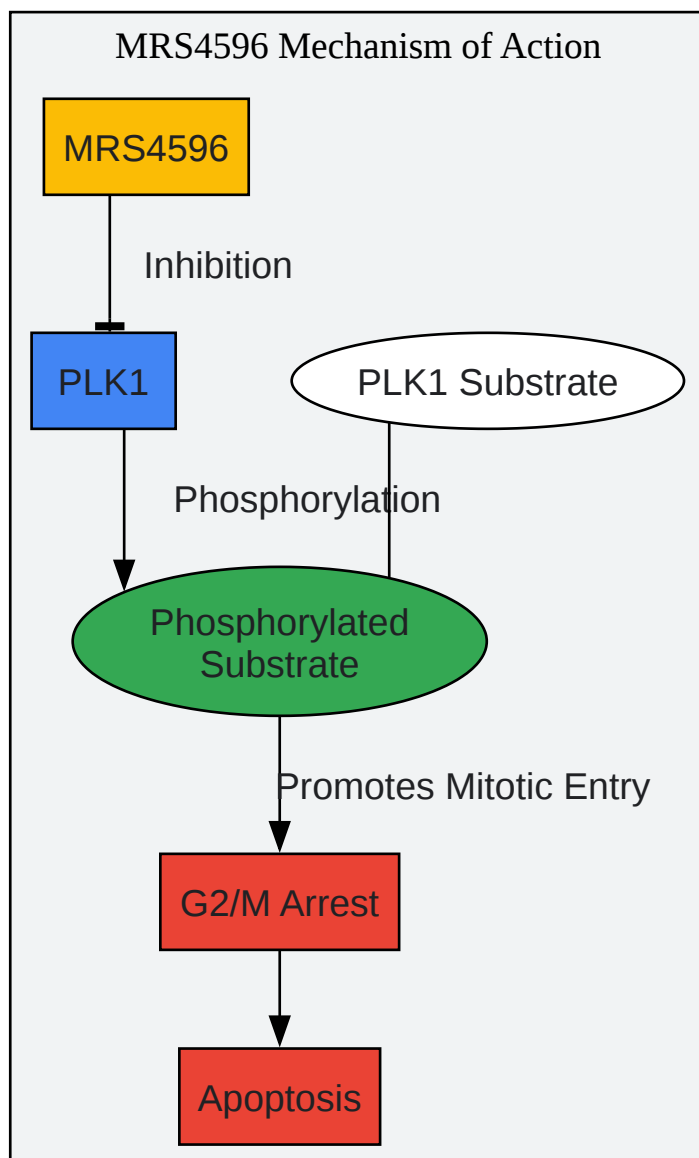 MRS4596 Mechanism of Action
MRS4596
Inhibition
PLK1
PLK1 Substrate
Phosphorylation
Phosphorylated
Substrate
Promotes Mitotic Entry
G2/M Arrest
Apoptosis